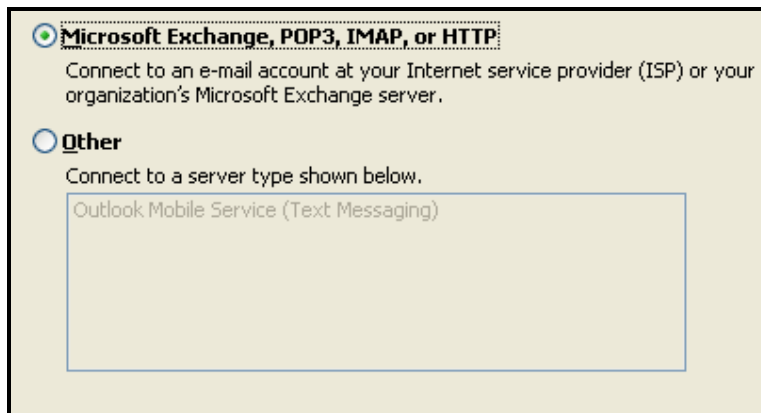 Microsoft Exchange, POP3, IMAP, or HTTP
Connect to an e-mail account at your Internet service provider (ISP) or your
organization's Microsoft Exchange server.
Other
Connect to a server type shown below.
Outlook Mobile Service (Text Messaging)